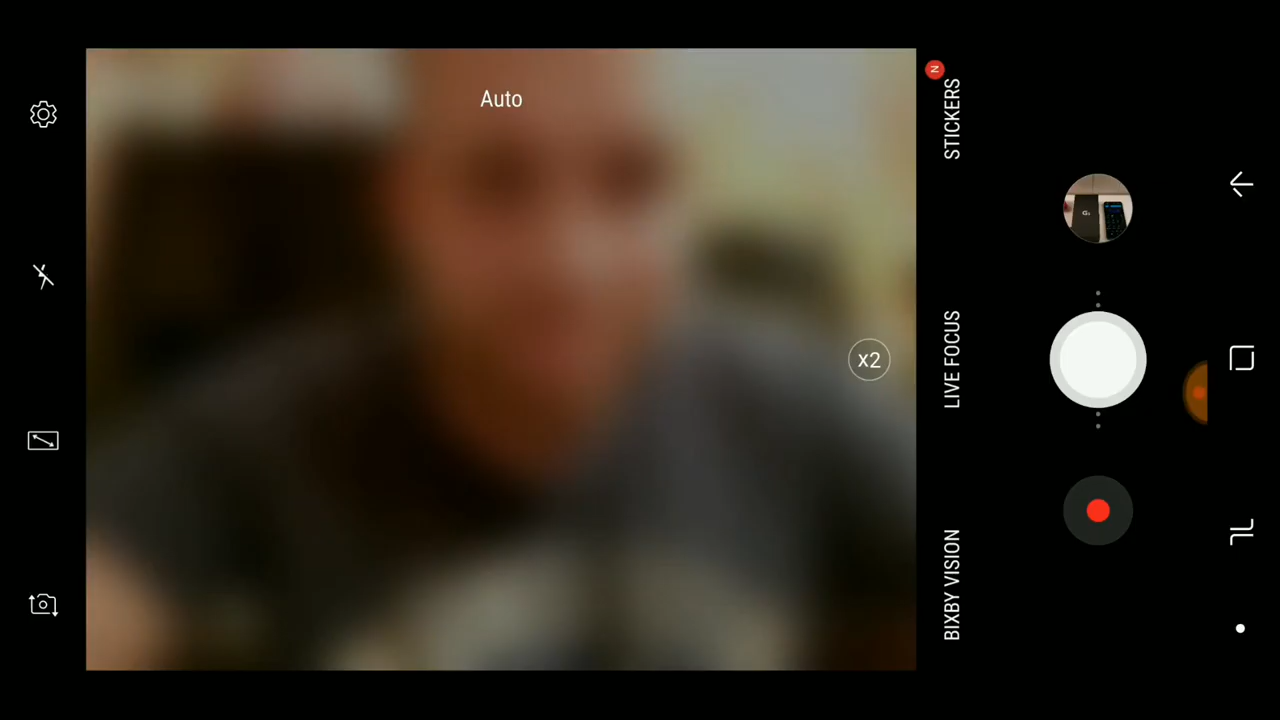 Auto
x2
N
STICKERS
LIVE FOCUS
BIXBY VISION